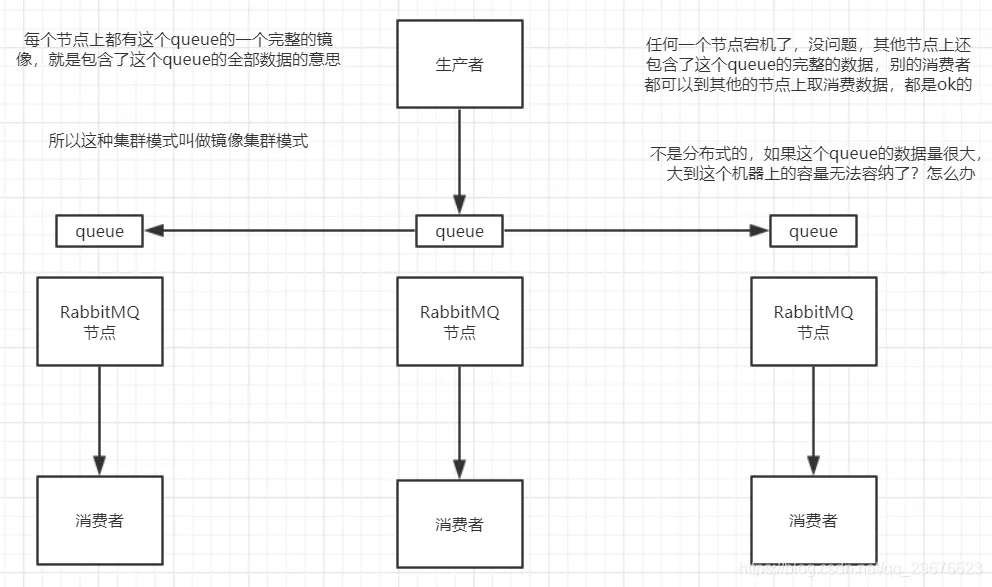 每个节点上都有这个queue的一个完整的镜
像，就是包含了这个queue的全部数据的意思
生产者
任何一个节点宕机了，没问题，其他节点上还
包含了这个queue的完整的数据，别的消费者
都可以到其他的节点上取消费数据，都是ok的
所以这种集群模式叫做镜像集群模式
不是分布式的，如果这个queue的数据量很大，
大到这个机器上的容量无法容纳了？怎么办
queue
queue
queue
RabbitMQ
节点
RabbitMQ
节点
RabbitMQ
节点
消费者
消费者
消费者
https://blog.csdn.net/qq_29676623